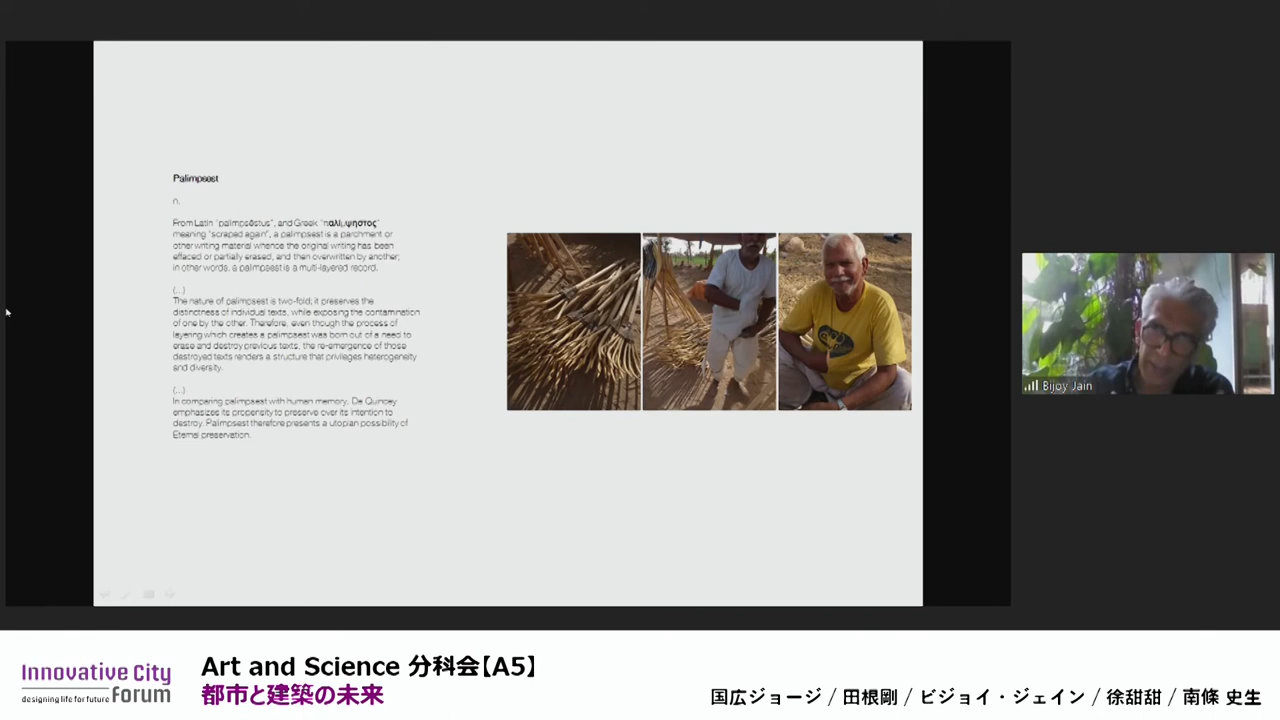 Palimpsest
n.
From Latin "palimpsēstus", and Greek "παλίμψηστος"
meaning "scraped again", a palimpsest is a parchment or
other writing material whence the original writing has been
effaced or partially erased, and then overwritten by another;
in other words, a palimpsest is a multi-layered record.
(...)
The nature of palimpsest is two-fold; it preserves the
distinctness of individual texts, while exposing the contamination
of one by the other. Therefore, even though the process of
layering which creates a palimpsest was born out of a need to
erase and destroy previous texts, the re-emergence of those
destroyed texts renders a structure that privileges heterogeneity
and diversity.
(...)
In comparing palimpsest with human memory, De Quincey
emphasizes its propensity to preserve over its intention to
destroy. Palimpsest therefore presents a utopian possibility of
Eternal preservation.
Bijoy Jain
Innovative City
designing life for future Forum
Art and Science 分科会【A5】
都市と建築の未来
国広ジョージ / 田根剛 / ビジョイ・ジェイン / 徐甜甜 / 南條 史生